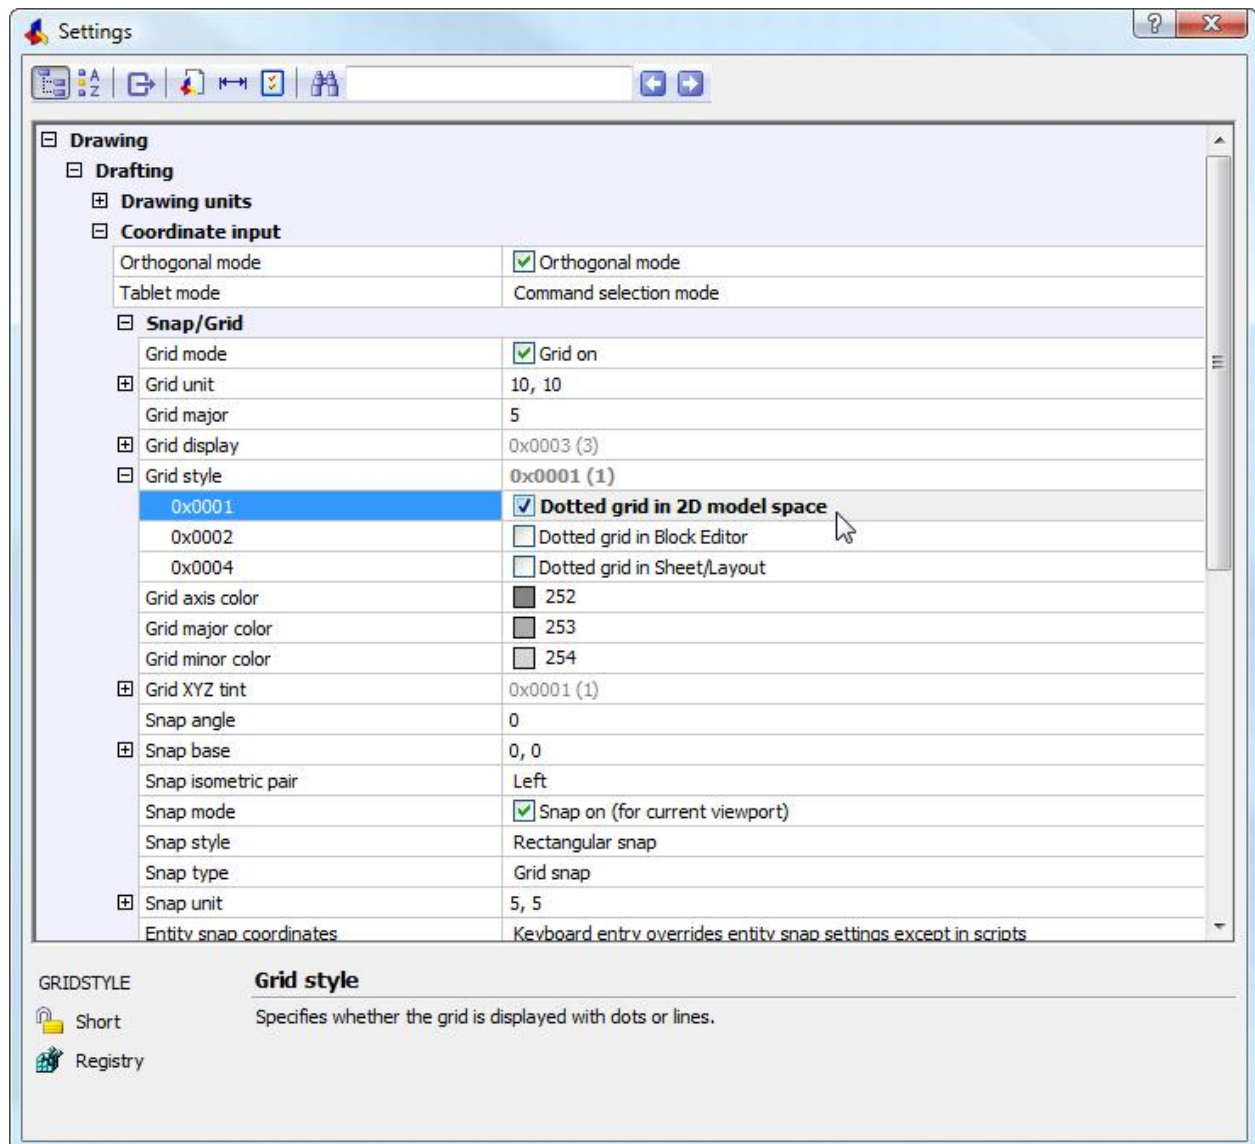 Settings
Drawing
Drafting
Drawing units
Coordinate input
Orthogonal mode Orthogonal mode
Tablet mode Command selection mode
Snap/Grid
Grid mode Grid on
Grid unit 10, 10
Grid major 5
Grid display 0x0003 (3)
Grid style 0x0001 (1)
0x0001 Dotted grid in 2D model space
0x0002 Dotted grid in Block Editor
0x0004 Dotted grid in Sheet/Layout
Grid axis color 252
Grid major color 253
Grid minor color 254
Grid XYZ tint 0x0001 (1)
Snap angle 0
Snap base 0, 0
Snap isometric pair Left
Snap mode Snap on (for current viewport)
Snap style Rectangular snap
Snap type Grid snap
Snap unit 5, 5
Entity snap coordinates Keyboard entry overrides entity snap settings except in scripts
GRIDSTYLE Grid style
Short Specifies whether the grid is displayed with dots or lines.
Registry